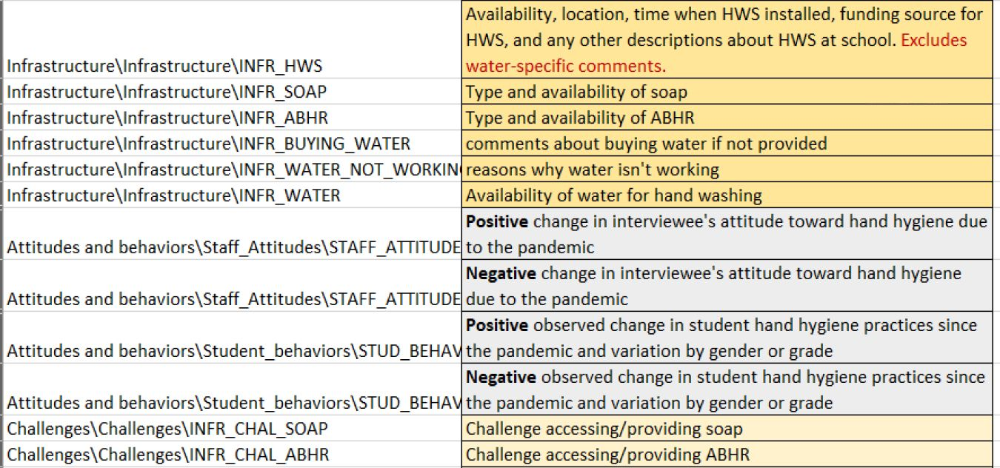 Availability, location, time when HWS installed, funding source for
HWS, and any other descriptions about HWS at school. Excludes
Infrastructure\Infrastructure\INFR_HWS water-specific comments.
Infrastructure\Infrastructure\INFR_SOAP Type and availability of soap
Infrastructure\Infrastructure\INFR_ABHR Type and availability of ABHR
Infrastructure\Infrastructure\INFR_BUYING_WATER comments about buying water if not provided
Infrastructure\Infrastructure\INFR_WATER_NOT_WORKIN reasons why water isn't working
Infrastructure\Infrastructure\INFR_WATER Availability of water for hand washing
Positive change in interviewee's attitude toward hand hygiene due
Attitudes and behaviors\Staff_Attitudes\STAFF_ATTITUDE to the pandemic
Negative change in interviewee's attitude toward hand hygiene
Attitudes and behaviors\Staff_Attitudes\STAFF_ATTITUDE due to the pandemic
Positive observed change in student hand hygiene practices since
Attitudes and behaviors\Student_behaviors\STUD_BEHAV the pandemic and variation by gender or grade
Negative observed change in student hand hygiene practices since
Attitudes and behaviors\Student_behaviors\STUD_BEHAV the pandemic and variation by gender or grade
Challenges\Challenges\INFR_CHAL_SOAP Challenge accessing/providing soap
Challenges\Challenges\INFR_CHAL_ABHR Challenge accessing/providing ABHR